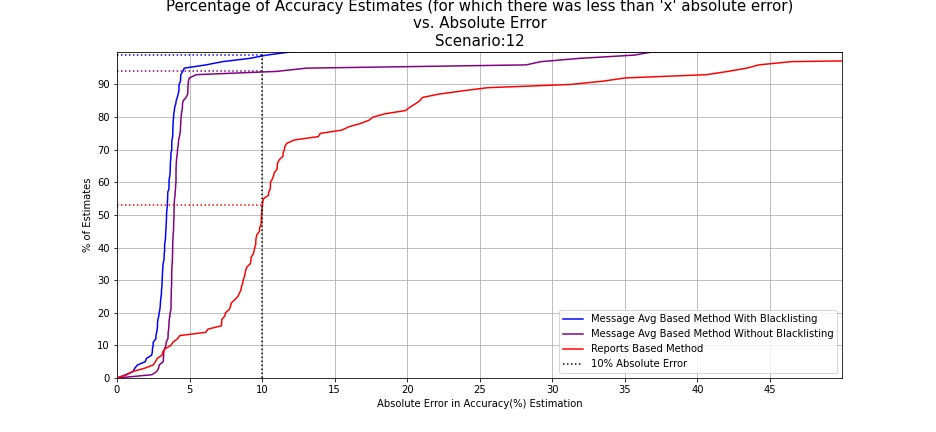 Percentage of Accuracy Estimates (for which there was less than 'x' absolute error)
vs. Absolute Error
Scenario:12
% of Estimates
90
80
70
60
50
40
30
20
10
0
0 5 10 15 20 25 30 35 40 45
Absolute Error in Accuracy(%) Estimation
Message Avg Based Method With Blacklisting
Message Avg Based Method Without Blacklisting
Reports Based Method
10% Absolute Error